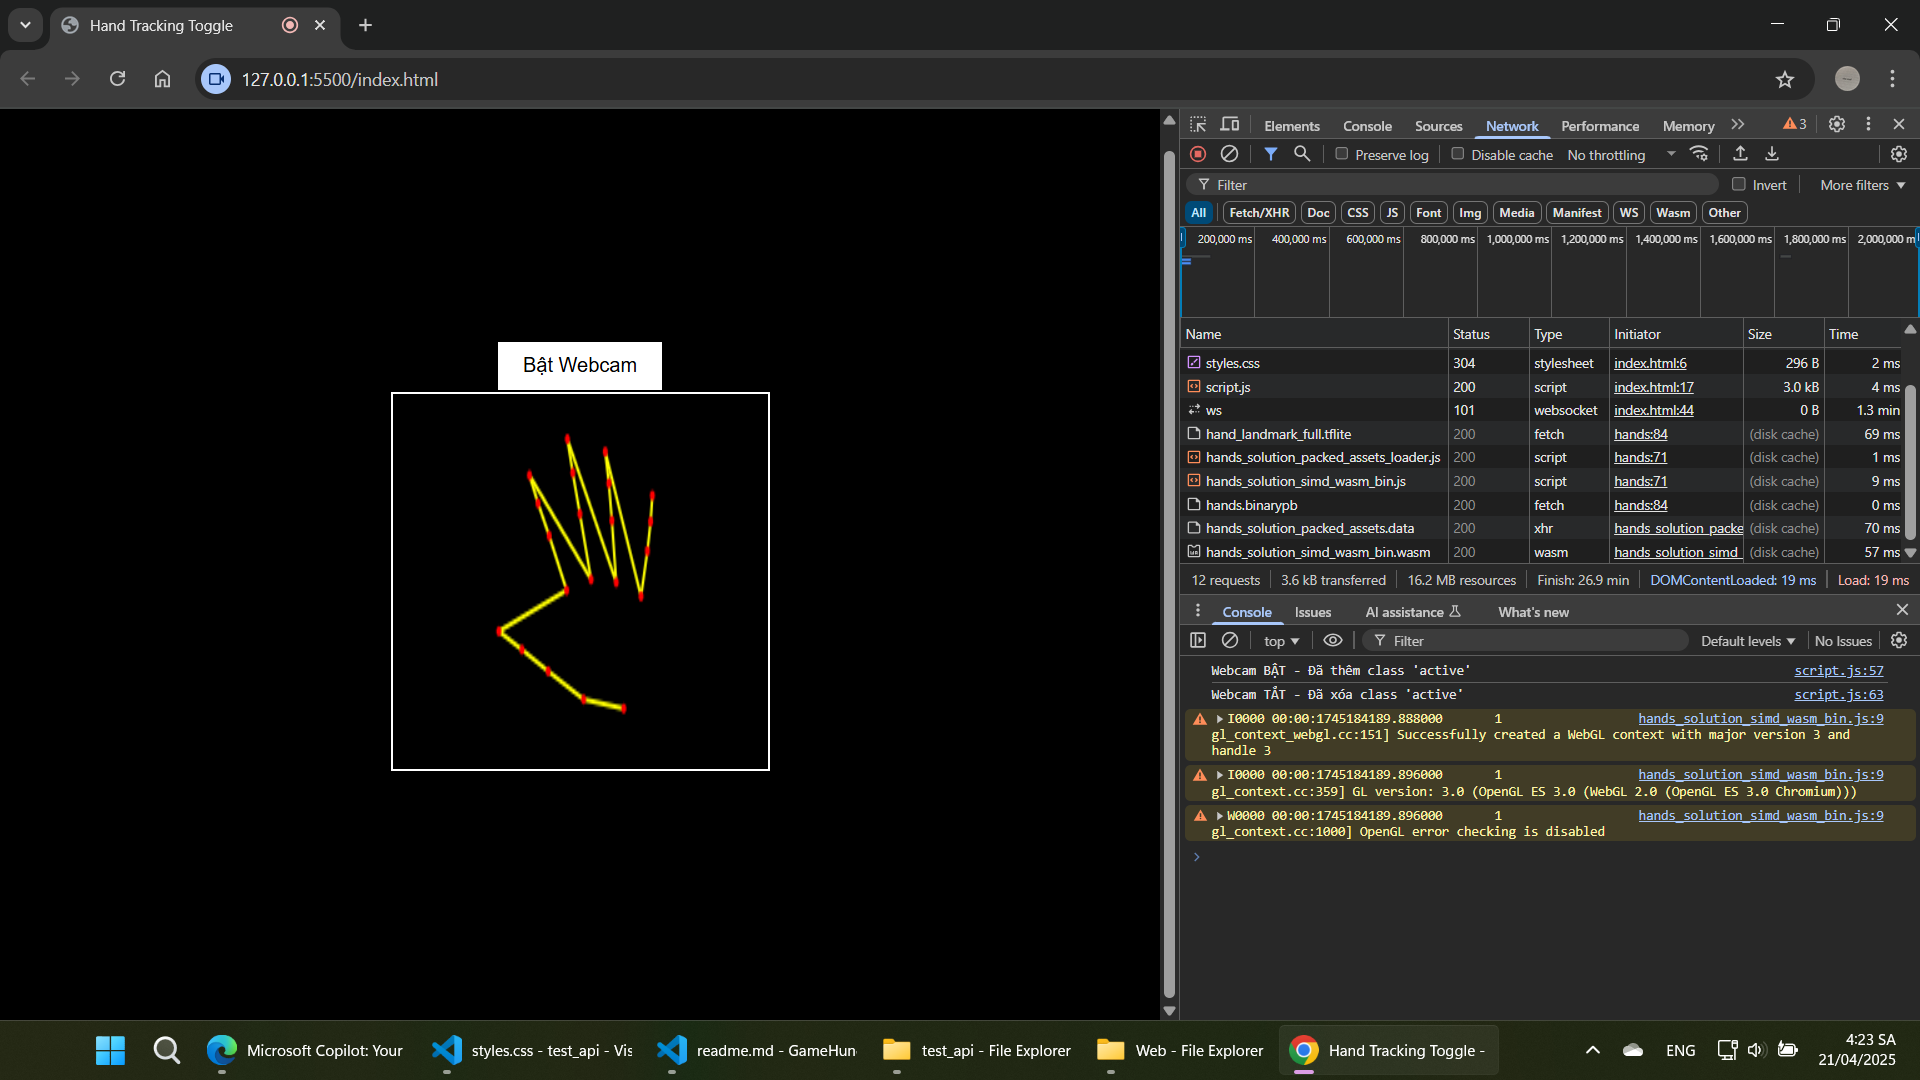 Hand Tracking Toggle
127.0.0.1:5500/index.html
Elements Console Sources Network Performance Memory 3
Preserve log Disable cache No throttling
Filter Invert More filters
All Fetch/XHR Doc CSS JS Font Img Media Manifest WS Wasm Other
200,000 ms 400,000 ms 600,000 ms 800,000 ms 1,000,000 ms 1,200,000 ms 1,400,000 ms 1,600,000 ms 1,800,000 ms 2,000,000 m
Name Status Type Initiator Size Time
styles.css 304 stylesheet index.html:6 296 B 2 ms
script.js 200 script index.html:17 3.0 kB 4 ms
ws 101 websocket index.html:44 0 B 1.3 min
hand_landmark_full.tflite 200 fetch hands:84 (disk cache) 69 ms
hands_solution_packed_assets_loader.js 200 script hands:71 (disk cache) 1 ms
hands_solution_simd_wasm_bin.js 200 script hands:71 (disk cache) 9 ms
hands.binarypb 200 fetch hands:84 (disk cache) 0 ms
hands_solution_packed_assets.data 200 xhr hands_solution_packe (disk cache) 70 ms
hands_solution_simd_wasm_bin.wasm 200 wasm hands_solution_simd_ (disk cache) 57 ms
12 requests 3.6 kB transferred 16.2 MB resources Finish: 26.9 min DOMContentLoaded: 19 ms Load: 19 ms
Console Issues AI assistance What's new
top Filter Default levels No Issues
Webcam BẬT - Đã thêm class 'active' script.js:57
Webcam TẮT - Đã xóa class 'active' script.js:63
I0000 00:00:1745184189.888000 1 hands_solution_simd_wasm_bin.js:9
gl_context_webgl.cc:151] Successfully created a WebGL context with major version 3 and
handle 3
I0000 00:00:1745184189.896000 1 hands_solution_simd_wasm_bin.js:9
gl_context.cc:359] GL version: 3.0 (OpenGL ES 3.0 (WebGL 2.0 (OpenGL ES 3.0 Chromium)))
W0000 00:00:1745184189.896000 1 hands_solution_simd_wasm_bin.js:9
gl_context.cc:1000] OpenGL error checking is disabled
Bật Webcam
Microsoft Copilot: Your styles.css - test_api - Vis readme.md - GameHun test_api - File Explorer Web - File Explorer Hand Tracking Toggle - ENG
4:23 SA
21/04/2025